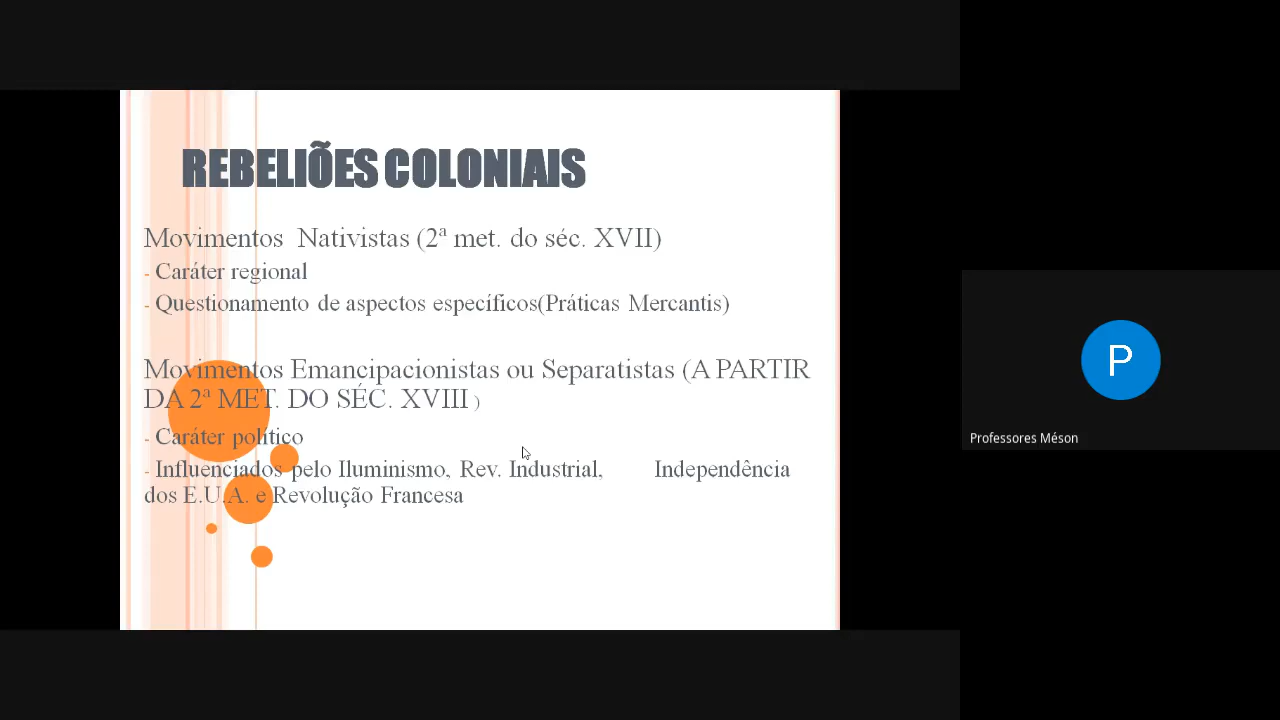 REBELIÕES COLONIAIS
Movimentos Nativistas (2ª met. do séc. XVII)
- Caráter regional
- Questionamento de aspectos específicos(Práticas Mercantis)
Movimentos Emancipacionistas ou Separatistas (A PARTIR
DA 2ª MET. DO SÉC. XVIII )
- Caráter político
- Influenciados pelo Iluminismo, Rev. Industrial, Independência
dos E.U.A. e Revolução Francesa
P
Professores Méson